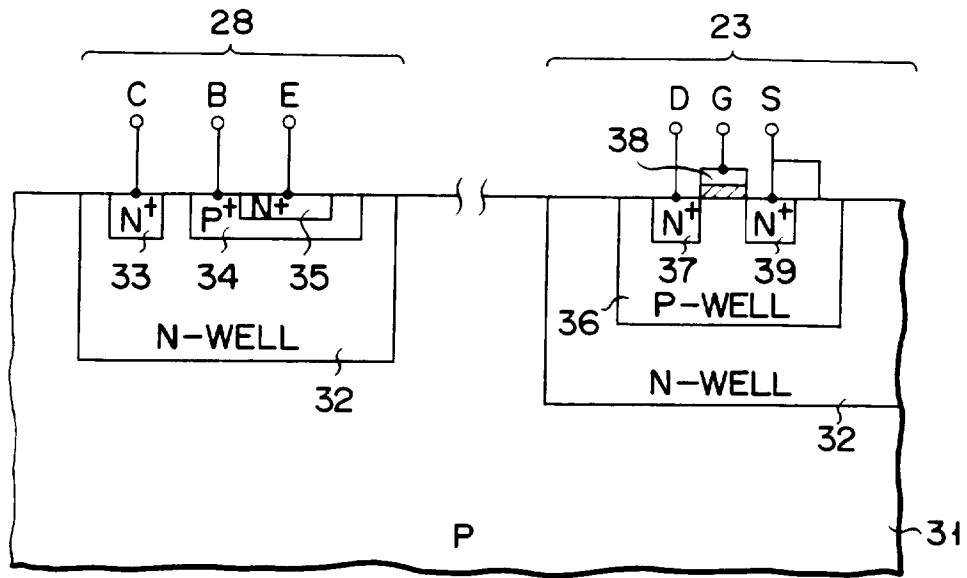 28
23
C B E
D G S
38
N+ P+ N+
N+ N+
33 34 35
37 39
36 P-WELL
N-WELL
32
N-WELL
32
P
31